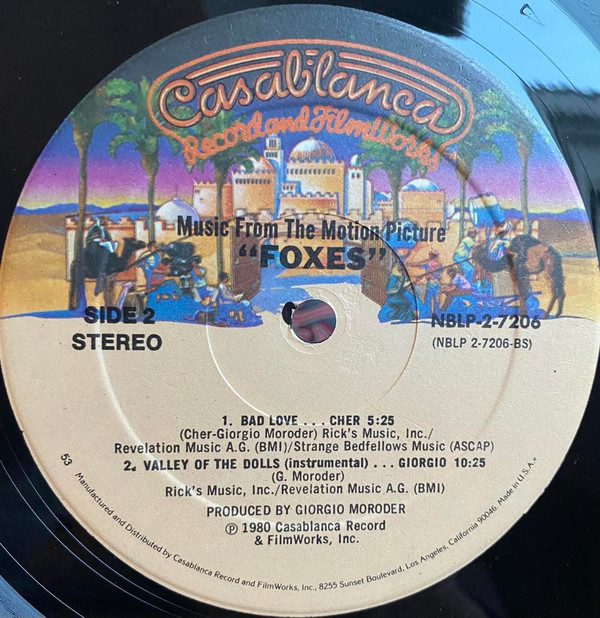 Casablanca
Record and FilmWorks
Music From The Motion Picture
"FOXES"
SIDE 2
STEREO
NBLP-2-7206
(NBLP 2-7206-BS)
1. BAD LOVE . . . CHER 5:25
(Cher-Giorgio Moroder) Rick's Music, Inc./
Revelation Music A.G. (BMI)/Strange Bedfellows Music (ASCAP)
2. VALLEY OF THE DOLLS (instrumental) . . . GIORGIO 10:25
(G. Moroder)
Rick's Music, Inc./Revelation Music A.G. (BMI)
PRODUCED BY GIORGIO MORODER
℗ 1980 Casablanca Record
& FilmWorks, Inc.
53 Manufactured and Distributed by Casablanca Record and FilmWorks, Inc., 8255 Sunset Boulevard, Los Angeles, California 90046. Made in U.S.A.